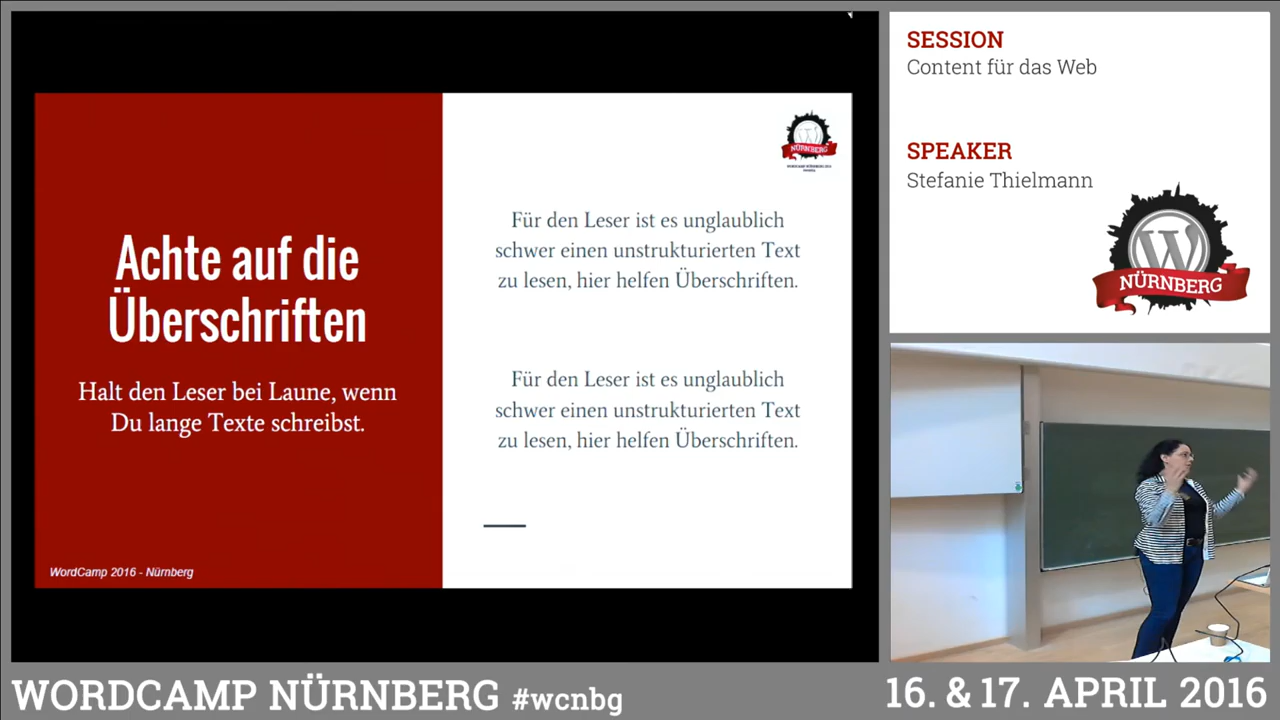 Achte auf die
Überschriften
Halt den Leser bei Laune, wenn
Du lange Texte schreibst.
WordCamp 2016 - Nürnberg
NÜRNBERG
WORDCAMP NÜRNBERG 2016
Für den Leser ist es unglaublich
schwer einen unstrukturierten Text
zu lesen, hier helfen Überschriften.
Für den Leser ist es unglaublich
schwer einen unstrukturierten Text
zu lesen, hier helfen Überschriften.
SESSION
Content für das Web
SPEAKER
Stefanie Thielmann
W
NÜRNBERG
WORDCAMP NÜRNBERG #wcnbg
16. & 17. APRIL 2016